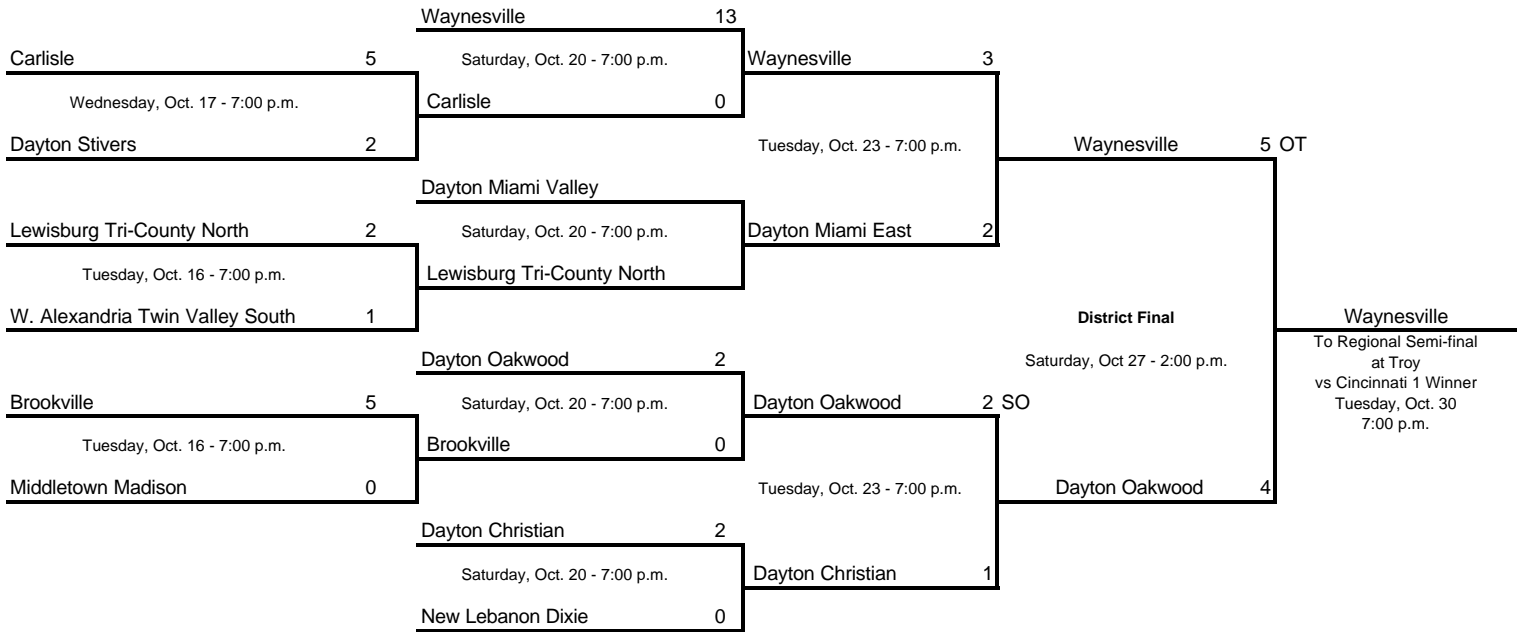 Waynesville 13
Carlisle 5
Saturday, Oct. 20 - 7:00 p.m.
Waynesville 3
Wednesday, Oct. 17 - 7:00 p.m.
Carlisle 0
Dayton Stivers 2
Tuesday, Oct. 23 - 7:00 p.m.
Waynesville 5 OT
Dayton Miami Valley
Lewisburg Tri-County North 2
Saturday, Oct. 20 - 7:00 p.m.
Dayton Miami East 2
Tuesday, Oct. 16 - 7:00 p.m.
Lewisburg Tri-County North
W. Alexandria Twin Valley South 1
District Final
Waynesville
To Regional Semi-final
at Troy
vs Cincinnati 1 Winner
Tuesday, Oct. 30
7:00 p.m.
Dayton Oakwood 2
Saturday, Oct 27 - 2:00 p.m.
Brookville 5
Saturday, Oct. 20 - 7:00 p.m.
Dayton Oakwood 2 SO
Tuesday, Oct. 16 - 7:00 p.m.
Brookville 0
Middletown Madison 0
Tuesday, Oct. 23 - 7:00 p.m.
Dayton Oakwood 4
Dayton Christian 2
Saturday, Oct. 20 - 7:00 p.m.
Dayton Christian 1
New Lebanon Dixie 0